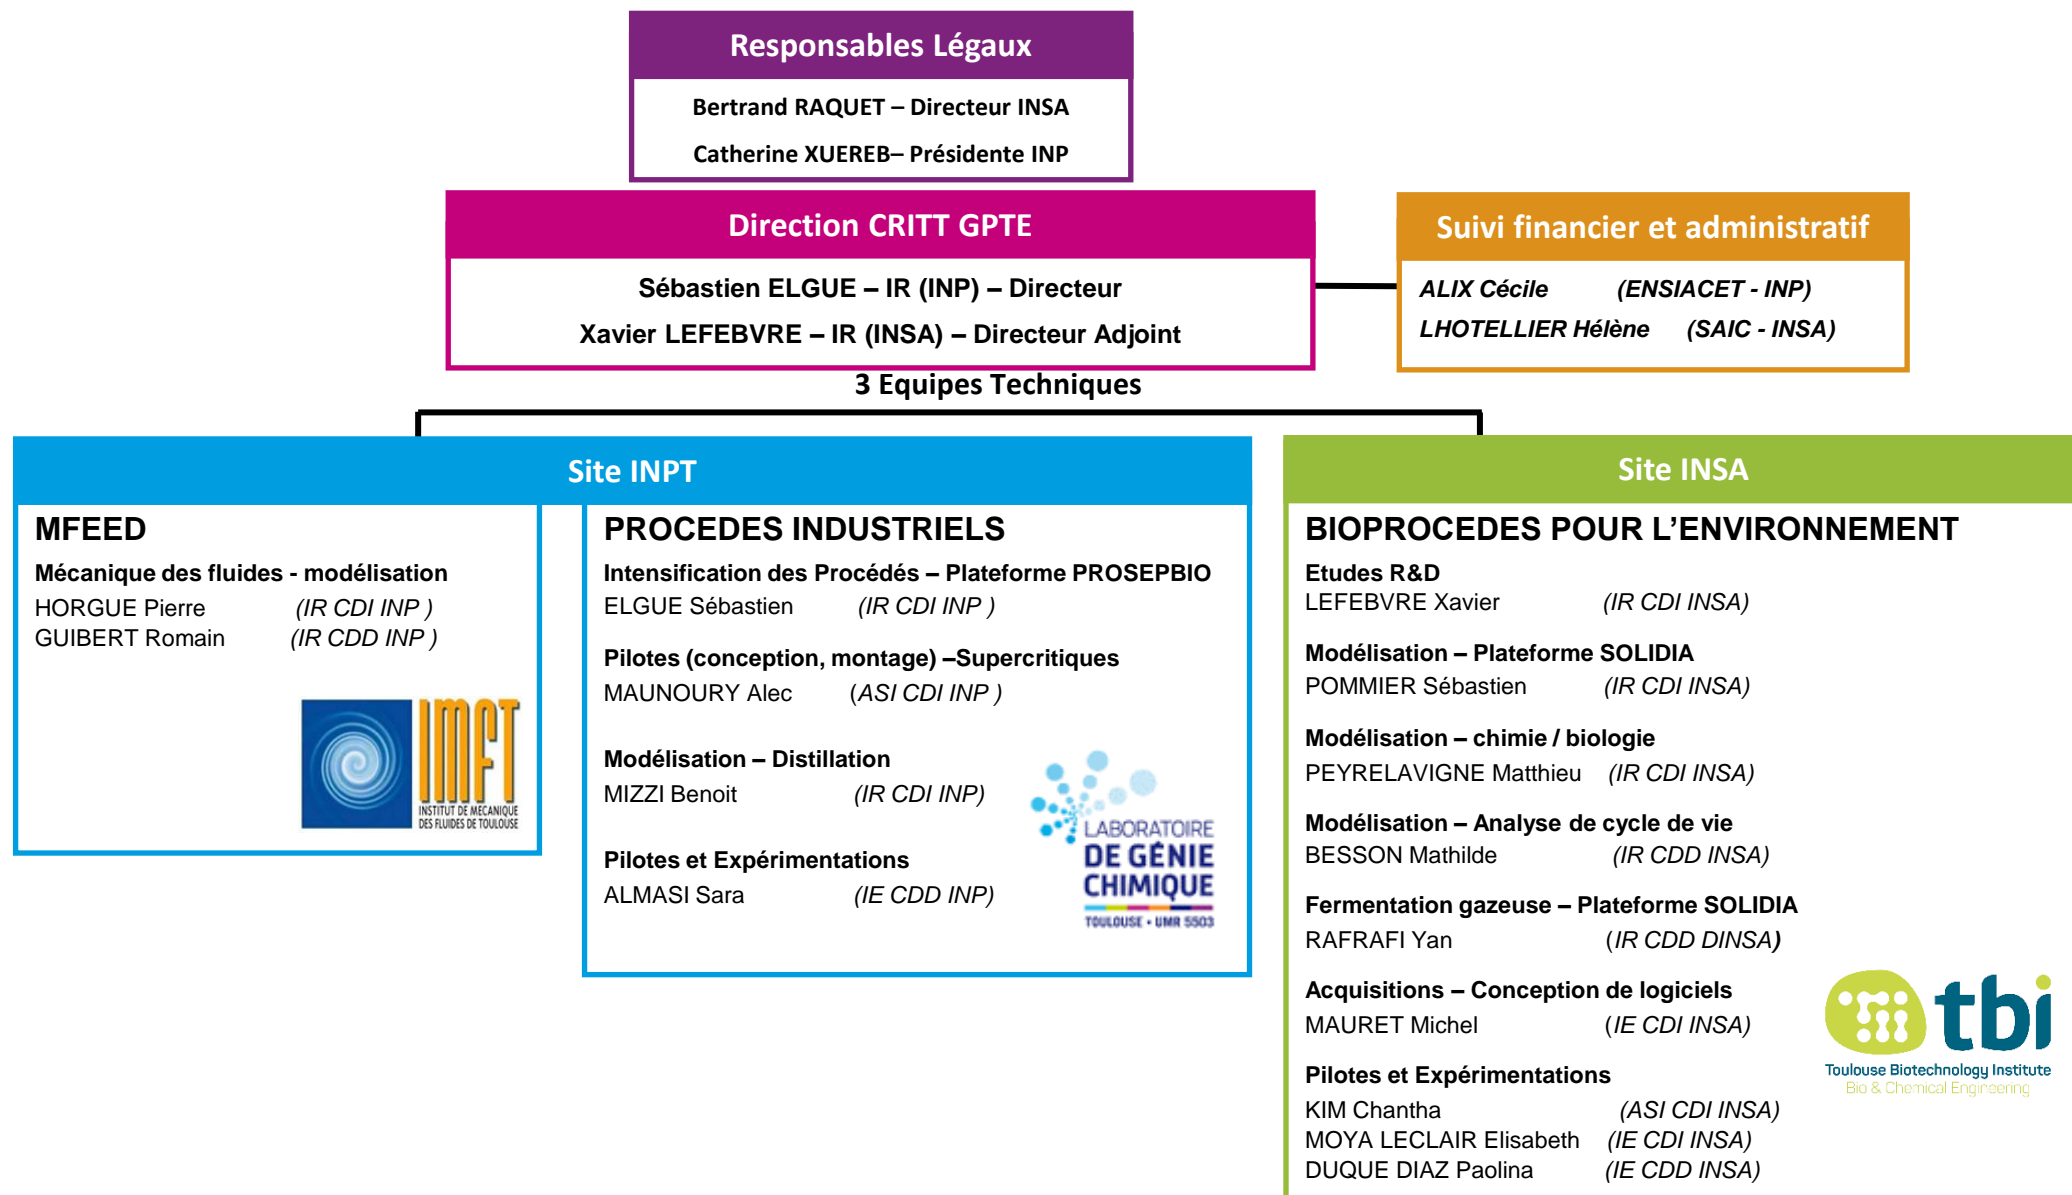 Responsables Légaux
Bertrand RAQUET – Directeur INSA
Catherine XUEREB– Présidente INP
Direction CRITT GPTE
Sébastien ELGUE – IR (INP) – Directeur
Xavier LEFEBVRE – IR (INSA) – Directeur Adjoint
Suivi financier et administratif
ALIX Cécile (ENSIACET - INP)
LHOTELLIER Hélène (SAIC - INSA)
3 Equipes Techniques
Site INPT
MFEED
Mécanique des fluides - modélisation
HORGUE Pierre (IR CDI INP )
GUIBERT Romain (IR CDD INP )
IMFT
INSTITUT DE MECANIQUE
DES FLUIDES DE TOULOUSE
PROCEDES INDUSTRIELS
Intensification des Procédés – Plateforme PROSEPBIO
ELGUE Sébastien (IR CDI INP )
Pilotes (conception, montage) –Supercritiques
MAUNOURY Alec (ASI CDI INP )
Modélisation – Distillation
MIZZI Benoit (IR CDI INP)
Pilotes et Expérimentations
ALMASI Sara (IE CDD INP)
LABORATOIRE
DE GÉNIE
CHIMIQUE
TOULOUSE • UMR 5503
Site INSA
BIOPROCEDES POUR L’ENVIRONNEMENT
Etudes R&D
LEFEBVRE Xavier (IR CDI INSA)
Modélisation – Plateforme SOLIDIA
POMMIER Sébastien (IR CDI INSA)
Modélisation – chimie / biologie
PEYRELAVIGNE Matthieu (IR CDI INSA)
Modélisation – Analyse de cycle de vie
BESSON Mathilde (IR CDD INSA)
Fermentation gazeuse – Plateforme SOLIDIA
RAFRAFI Yan (IR CDD DINSA)
Acquisitions – Conception de logiciels
MAURET Michel (IE CDI INSA)
Pilotes et Expérimentations
KIM Chantha (ASI CDI INSA)
MOYA LECLAIR Elisabeth (IE CDI INSA)
DUQUE DIAZ Paolina (IE CDD INSA)
tbi
Toulouse Biotechnology Institute
Bio & Chemical Engineering